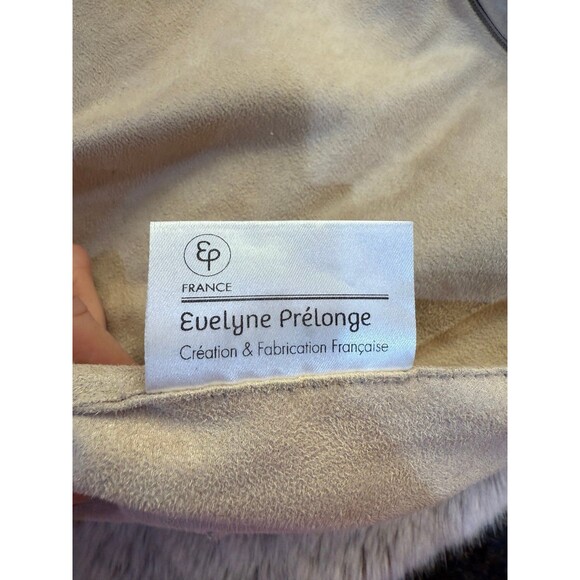 Ep
FRANCE
Evelyne Prélonge
Création & Fabrication Française